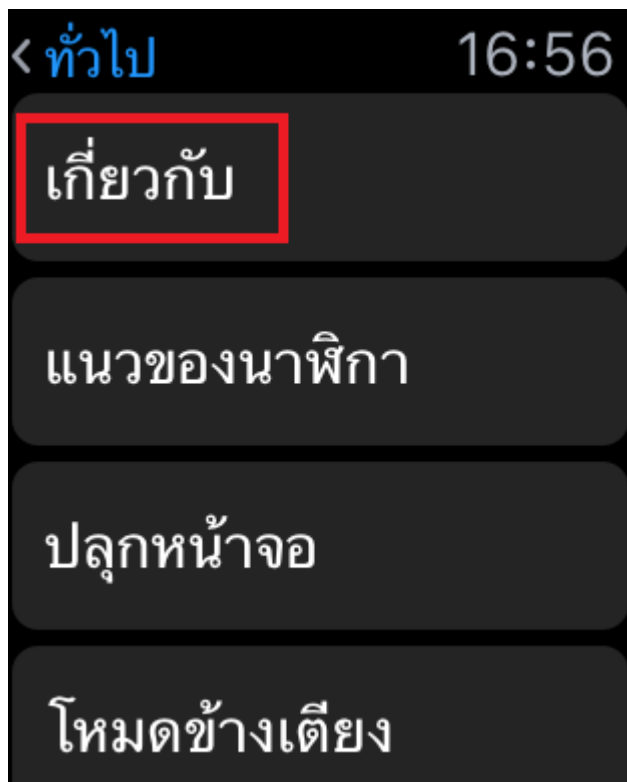 ทั่วไป 16:56
เกี่ยวกับ
แนวของนาฬิกา
ปลุกหน้าจอ
โหมดข้างเตียง